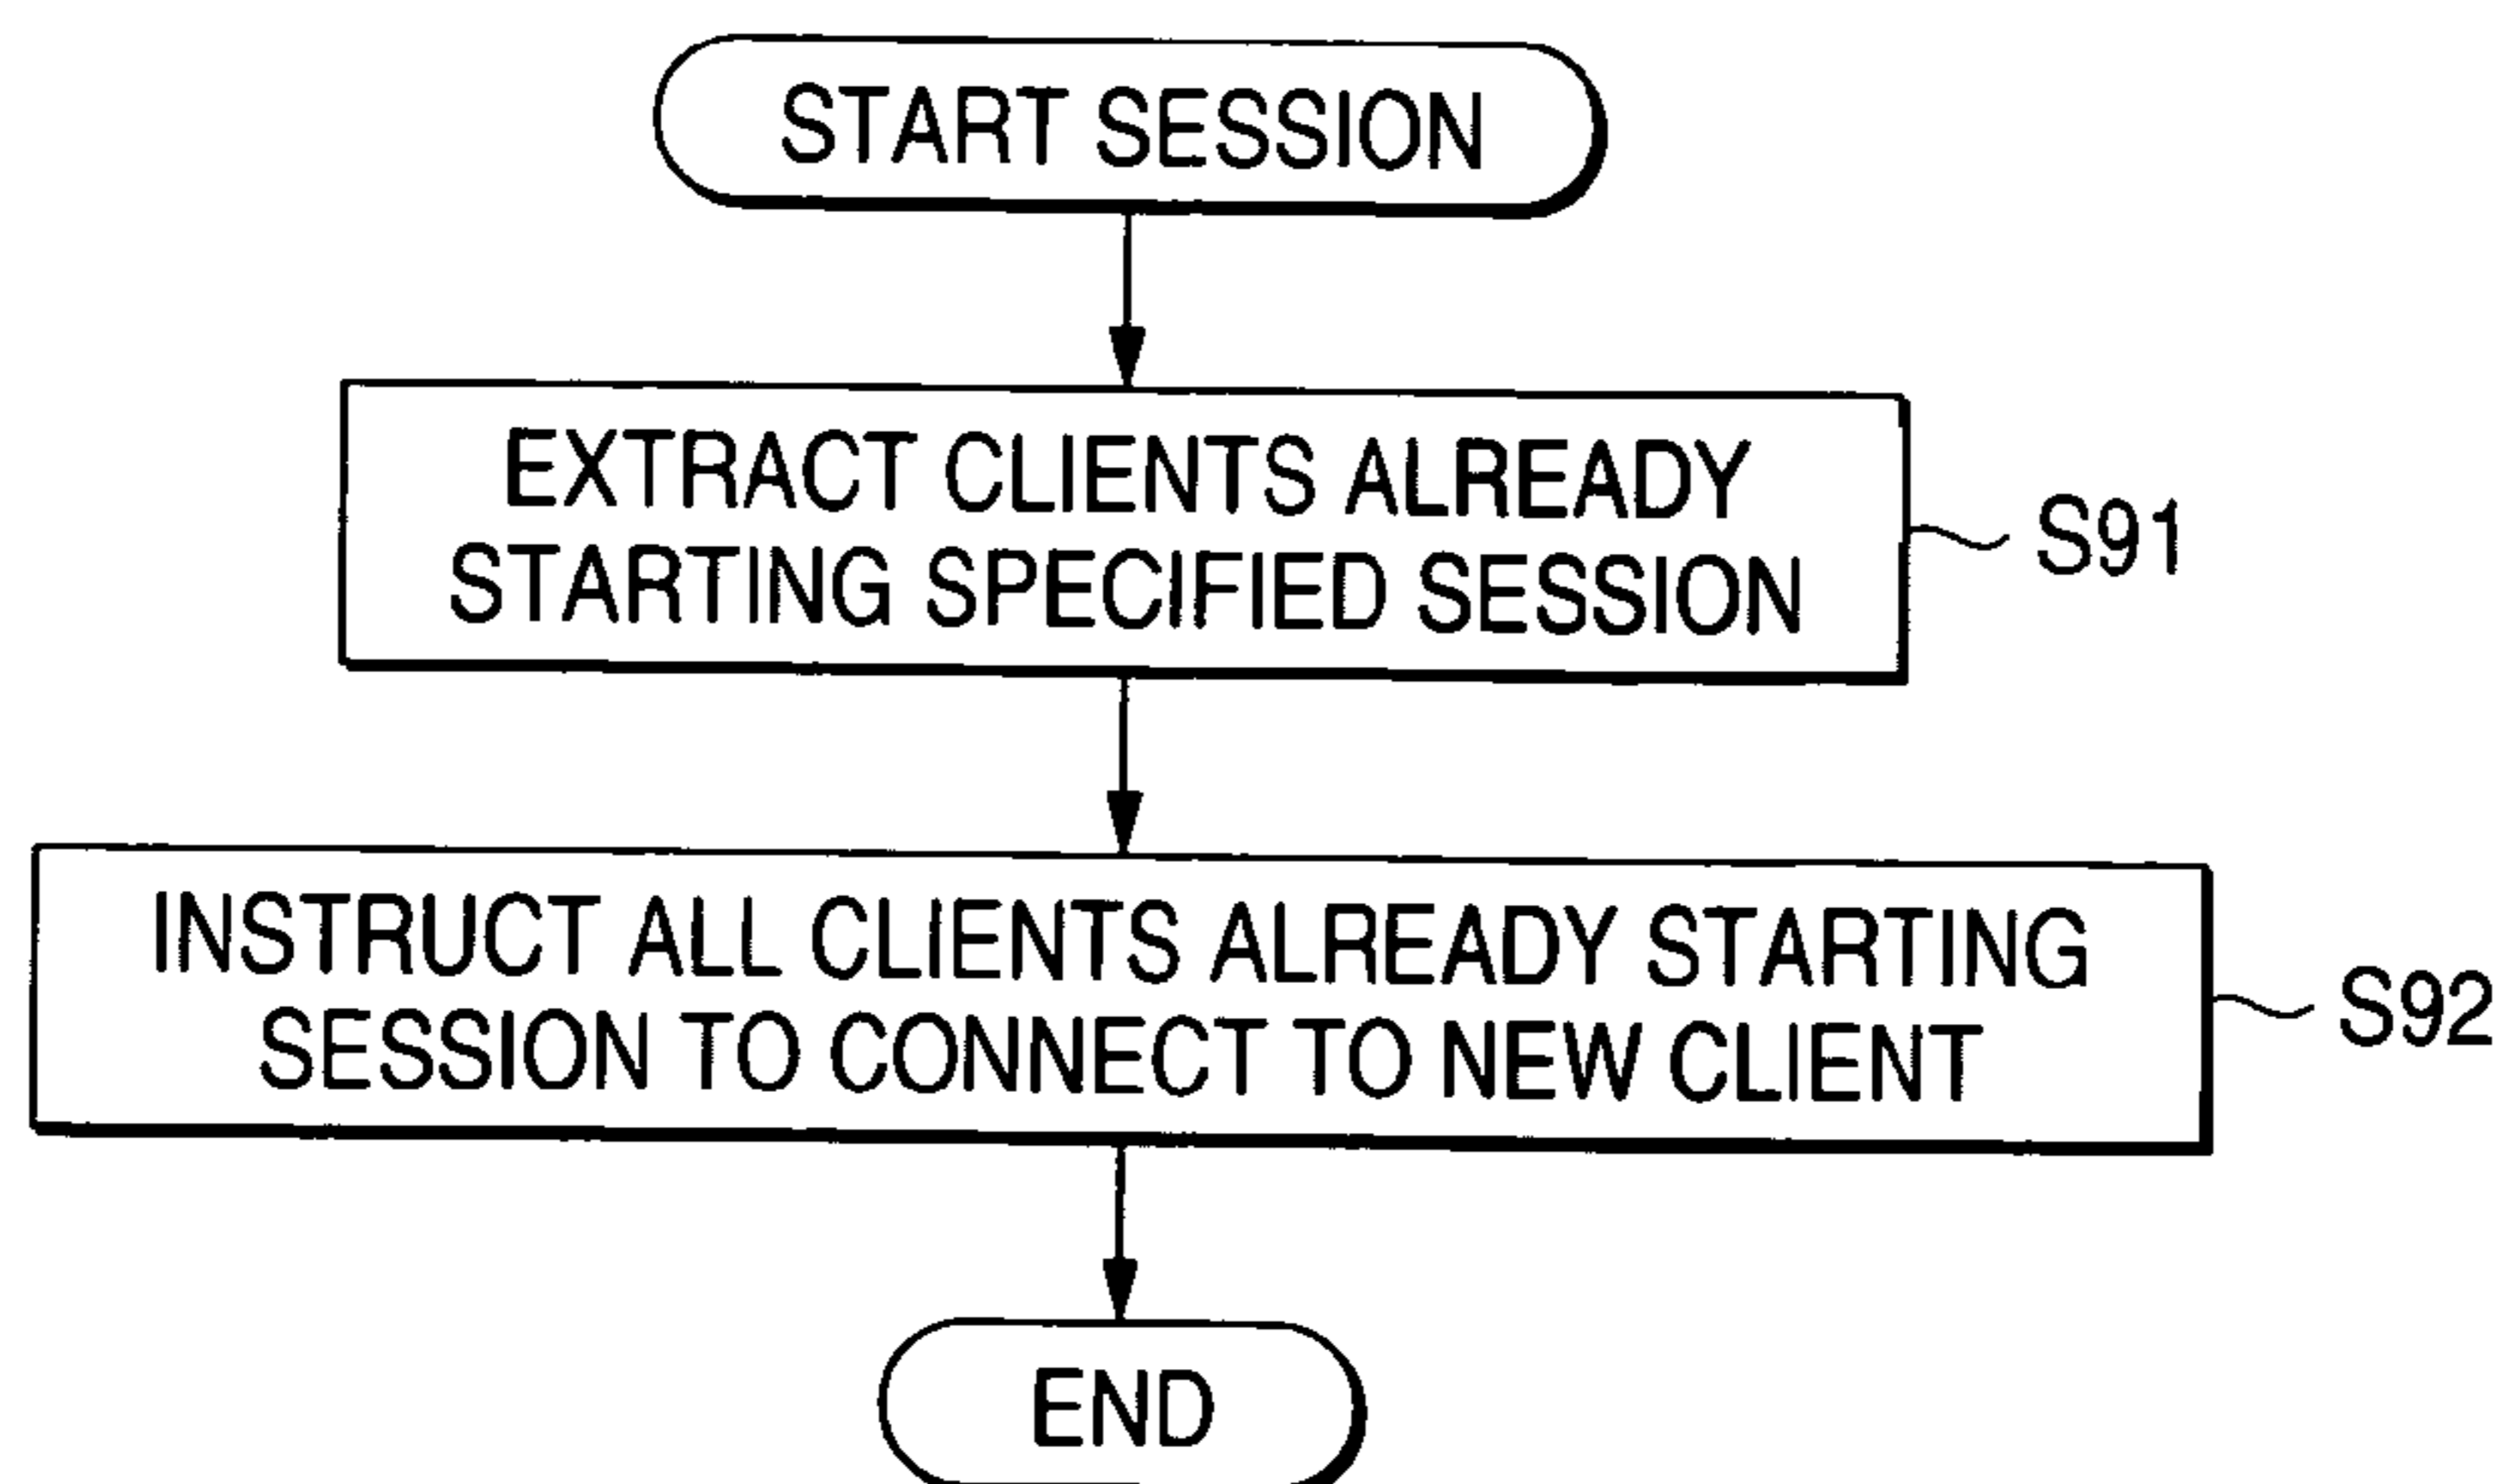 START SESSION
EXTRACT CLIENTS ALREADY
STARTING SPECIFIED SESSION
S91
INSTRUCT ALL CLIENTS ALREADY STARTING
SESSION TO CONNECT TO NEW CLIENT
S92
END